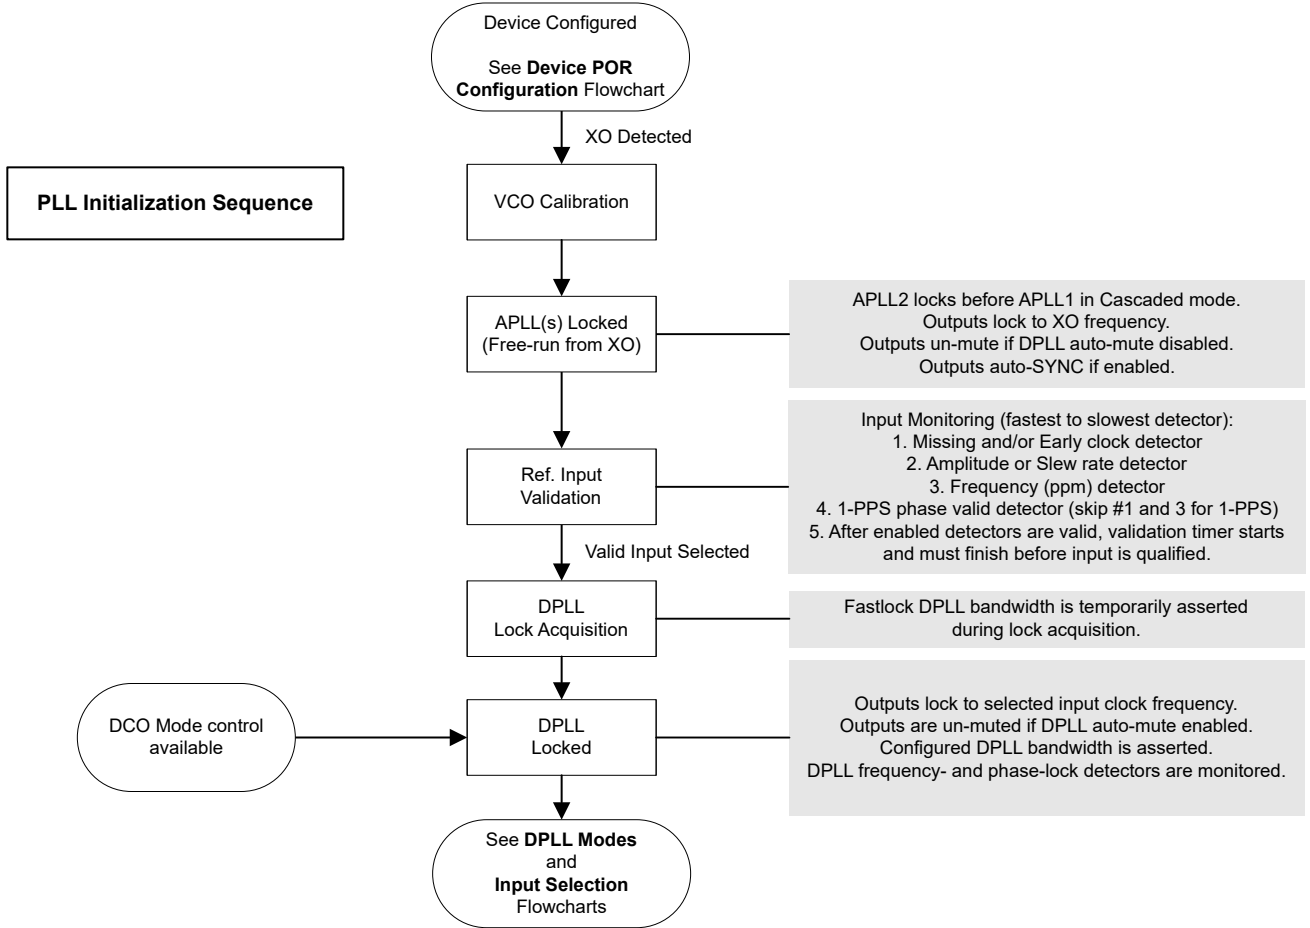 Device Configured
See Device POR
Configuration Flowchart
XO Detected
PLL Initialization Sequence
VCO Calibration
APLL(s) Locked
(Free-run from XO)
APLL2 locks before APLL1 in Cascaded mode.
Outputs lock to XO frequency.
Outputs un-mute if DPLL auto-mute disabled.
Outputs auto-SYNC if enabled.
Ref. Input
Validation
Input Monitoring (fastest to slowest detector):
1. Missing and/or Early clock detector
2. Amplitude or Slew rate detector
3. Frequency (ppm) detector
4. 1-PPS phase valid detector (skip #1 and 3 for 1-PPS)
5. After enabled detectors are valid, validation timer starts
and must finish before input is qualified.
Valid Input Selected
DPLL
Lock Acquisition
Fastlock DPLL bandwidth is temporarily asserted
during lock acquisition.
DCO Mode control
available
DPLL
Locked
Outputs lock to selected input clock frequency.
Outputs are un-muted if DPLL auto-mute enabled.
Configured DPLL bandwidth is asserted.
DPLL frequency- and phase-lock detectors are monitored.
See DPLL Modes
and
Input Selection
Flowcharts